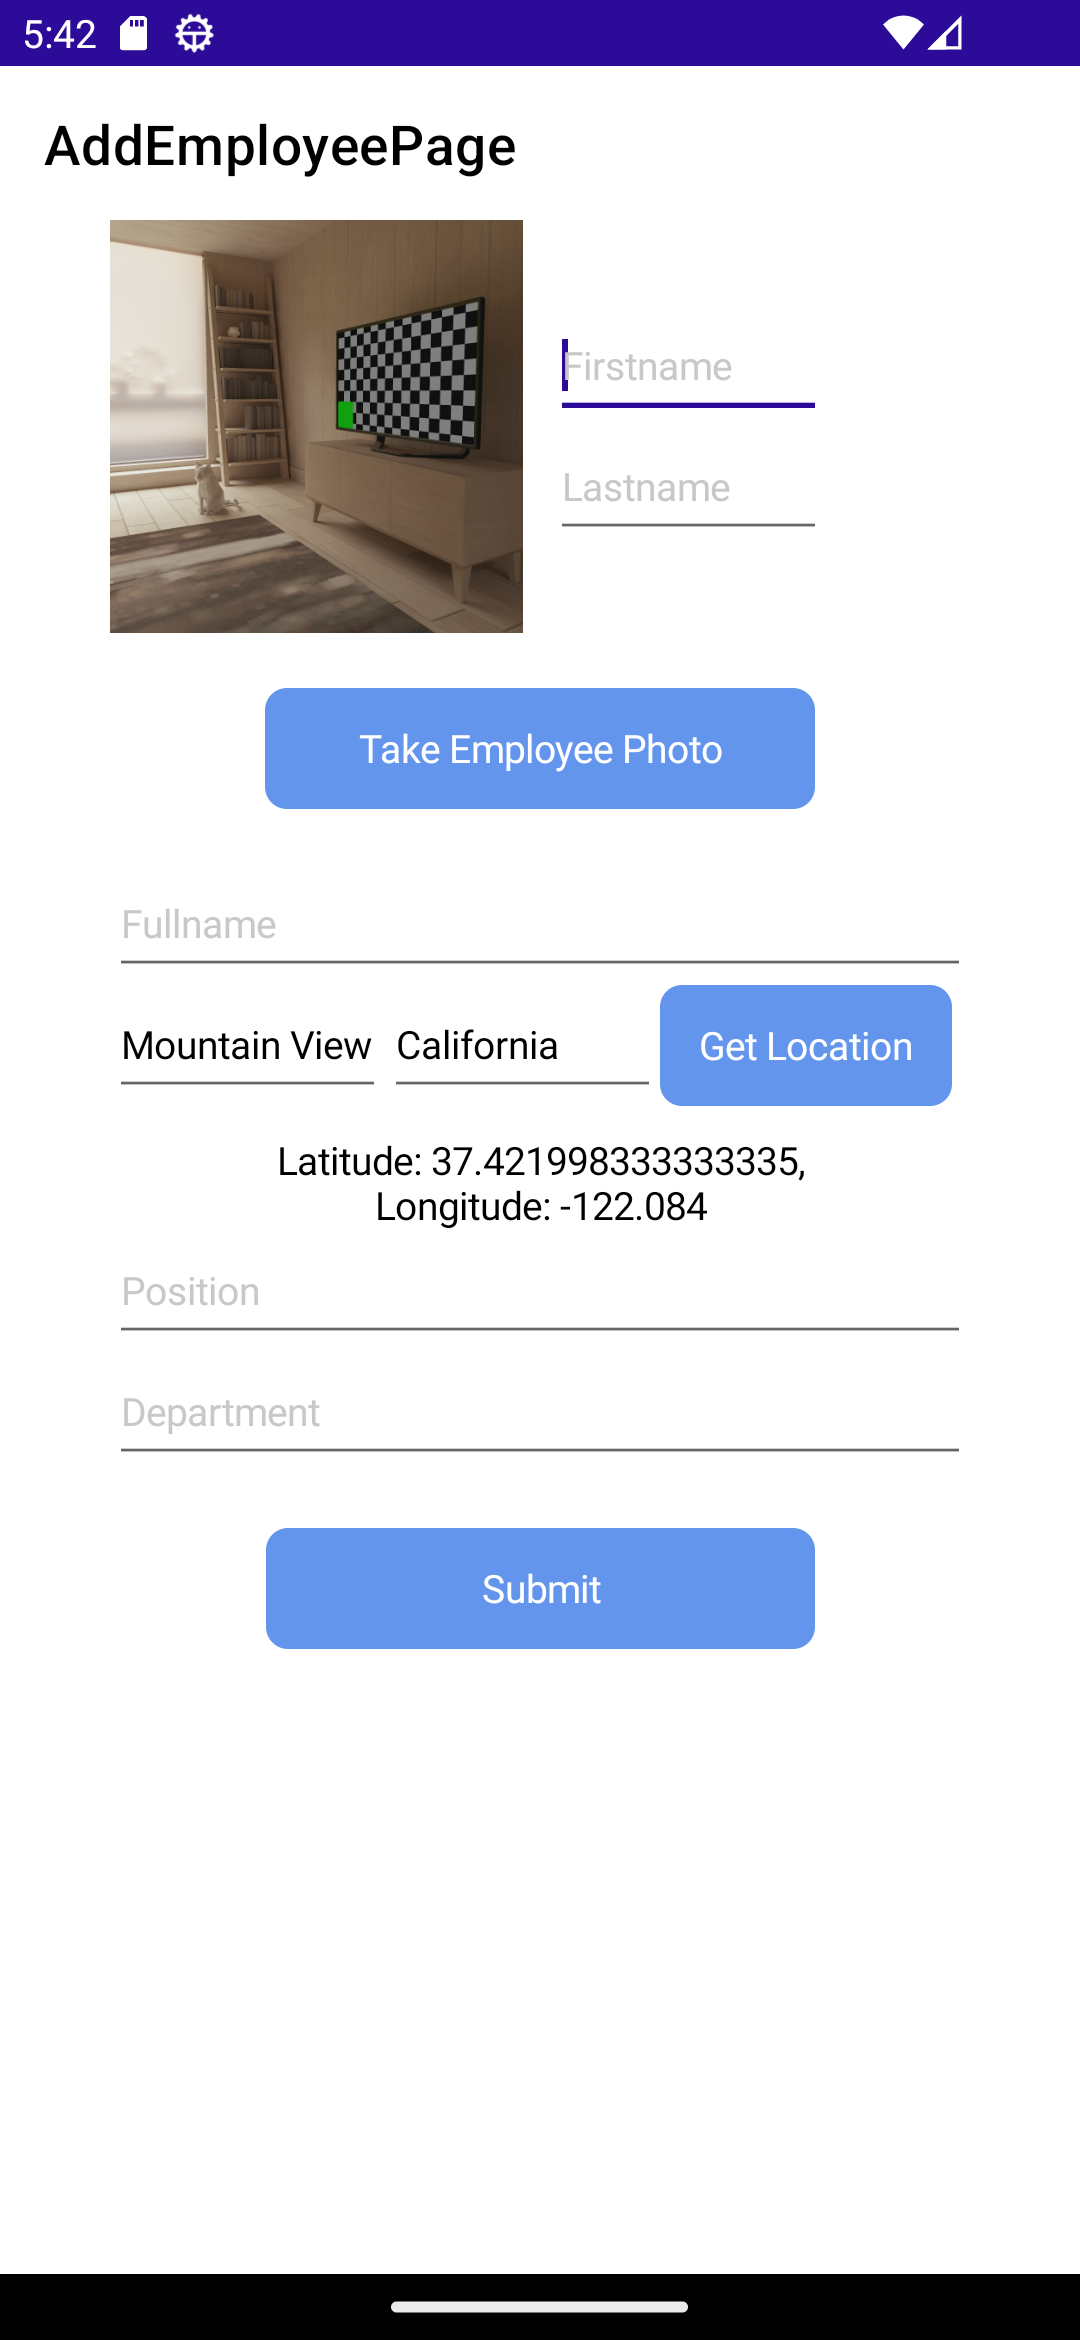 5:42
AddEmployeePage
Firstname
Lastname
Take Employee Photo
Fullname
Mountain View California Get Location
Latitude: 37.421998333333335,
Longitude: -122.084
Position
Department
Submit